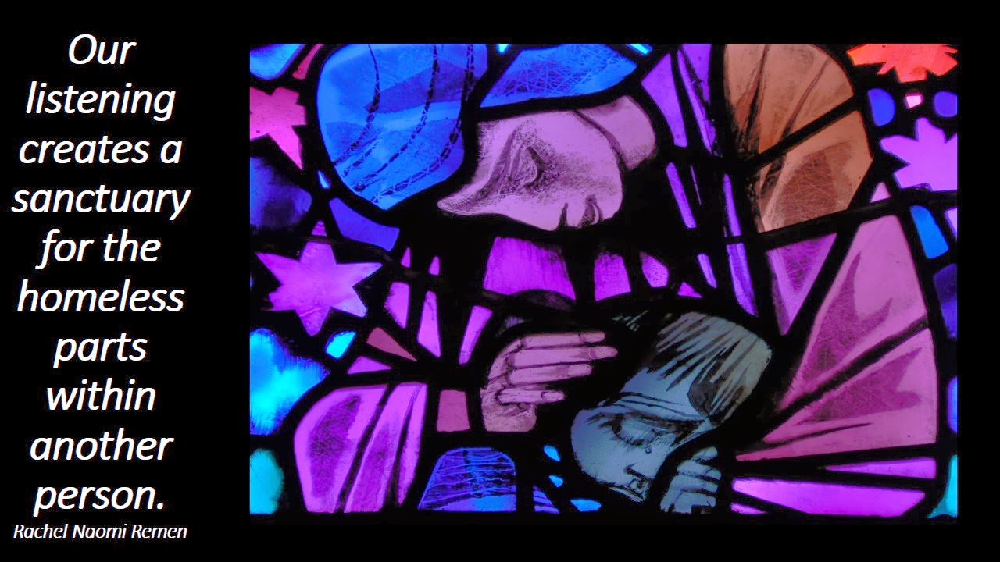 Our
listening
creates a
sanctuary
for the
homeless
parts
within
another
person.
Rachel Naomi Remen